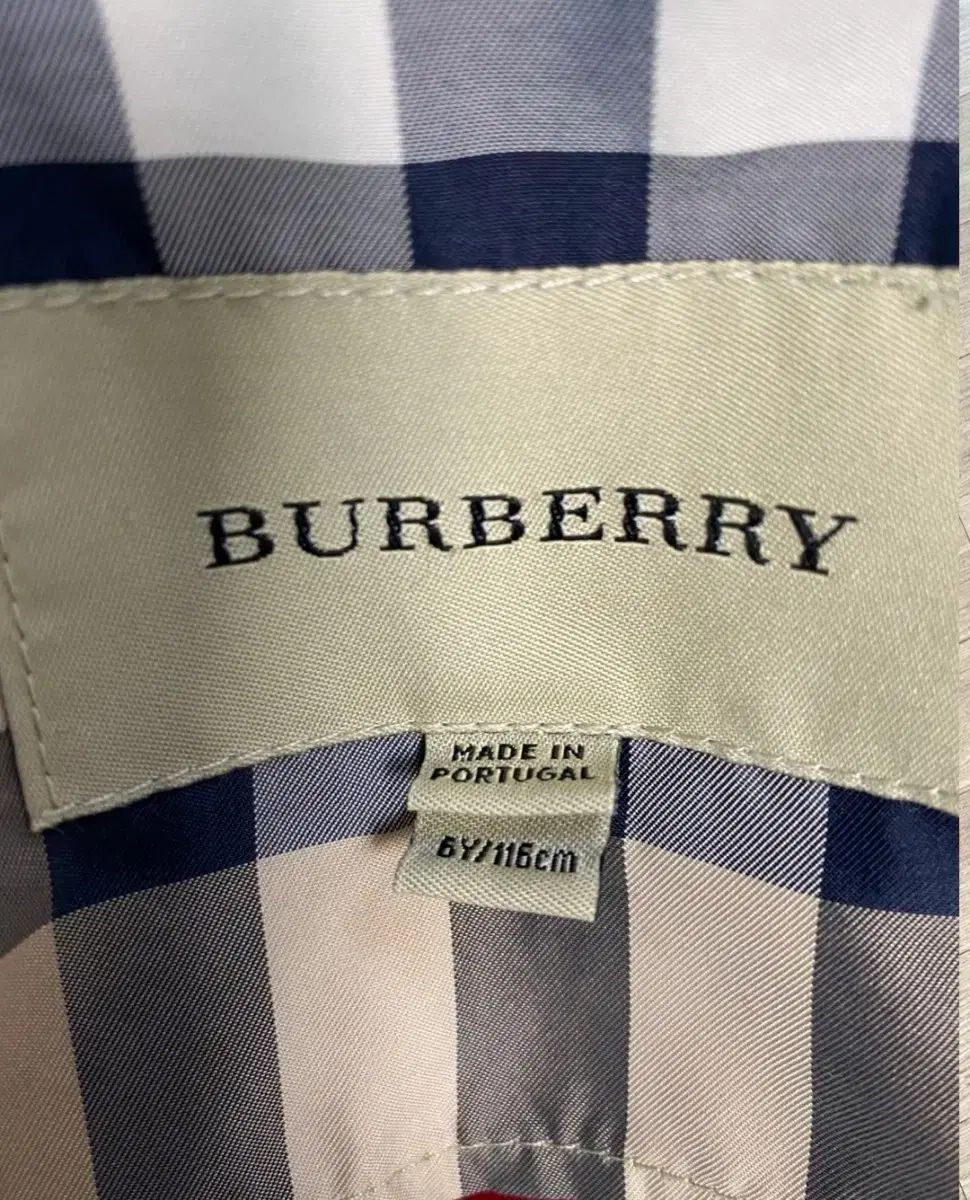 BURBERRY
MADE IN
PORTUGAL
6Y/116cm